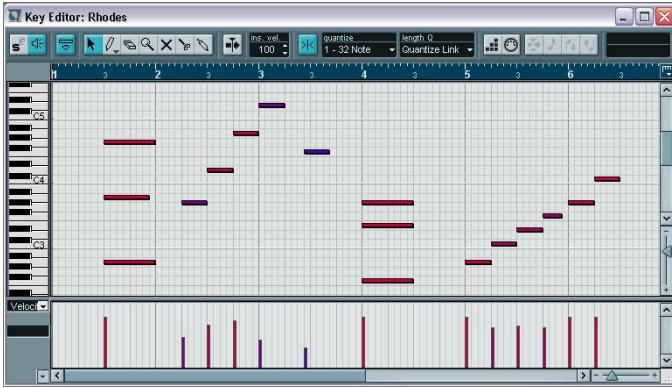 Key Editor: Rhodes
ins. vel.
quantize
length Q
100
1 - 32 Note
Quantize Link
1 3 2 3 3 3 4 3 5 3 6 3
C5
C4
C3
Veloci